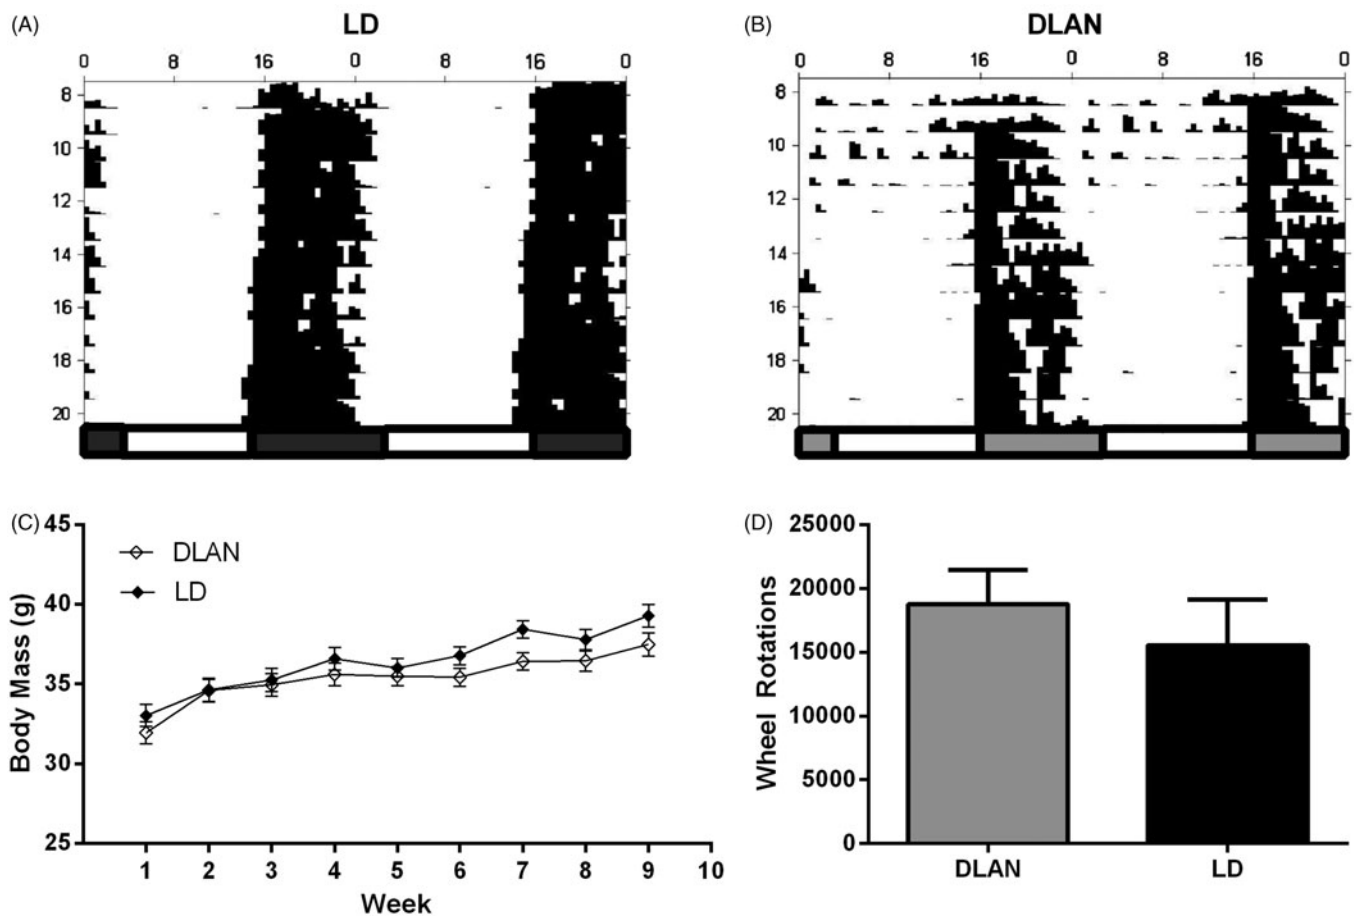 (A)
LD
0 8 16 0 8 16 0
8
10
12
14
16
18
20
(B)
DLAN
0 8 16 0 8 16 0
8
10
12
14
16
18
20
(C)
45
40
35
30
25
Body Mass (g)
DLAN
LD
1 2 3 4 5 6 7 8 9 10
Week
(D)
25000
20000
15000
10000
5000
0
Wheel Rotations
DLAN LD